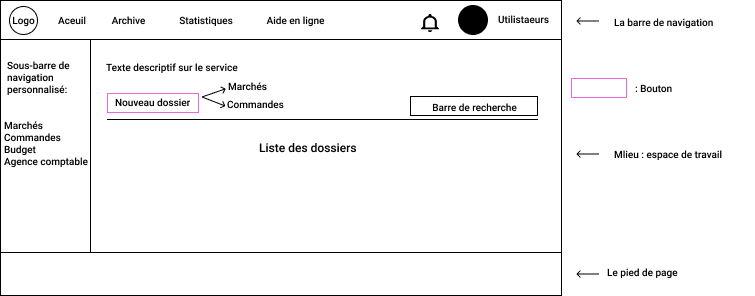 Logo
Aceuil
Archive
Statistiques
Aide en ligne
Utilistaeurs
La barre de navigation
Sous-barre de
navigation
personnalisé:
Marchés
Commandes
Budget
Agence comptable
Texte descriptif sur le service
Nouveau dossier
Marchés
Commandes
Barre de recherche
Liste des dossiers
: Bouton
Mlieu : espace de travail
Le pied de page